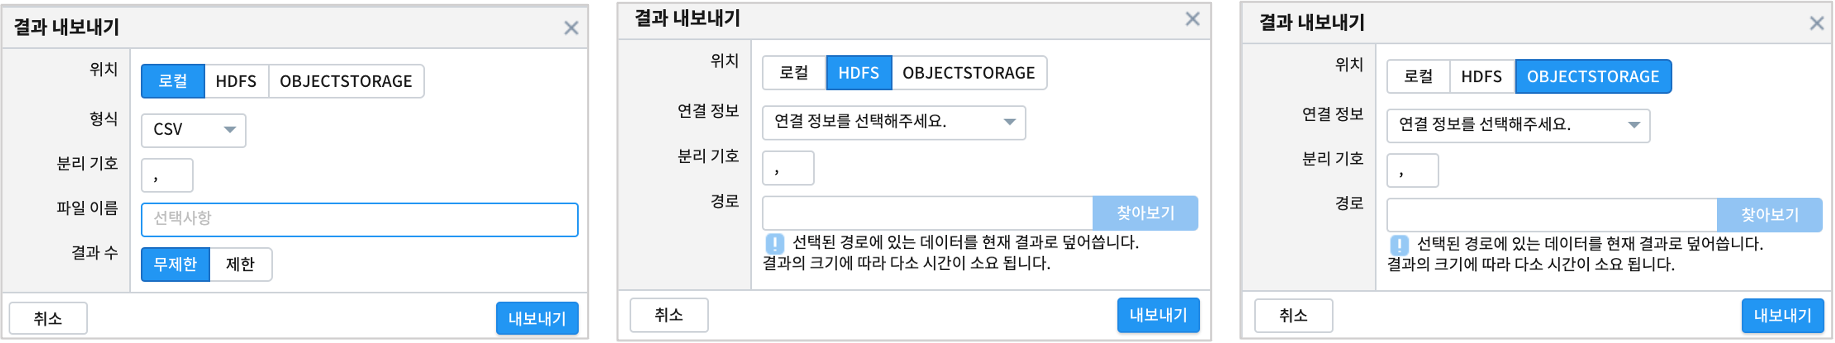 결과 내보내기
위치
로컬 HDFS OBJECTSTORAGE
형식
CSV
분리 기호
,
파일 이름
선택사항
결과 수
무제한 제한
취소 내보내기
결과 내보내기
위치
로컬 HDFS OBJECTSTORAGE
연결 정보
연결 정보를 선택해주세요.
분리 기호
,
경로
찾아보기
! 선택된 경로에 있는 데이터를 현재 결과로 덮어씁니다.
결과의 크기에 따라 다소 시간이 소요 됩니다.
취소 내보내기
결과 내보내기
위치
로컬 HDFS OBJECTSTORAGE
연결 정보
연결 정보를 선택해주세요.
분리 기호
,
경로
찾아보기
! 선택된 경로에 있는 데이터를 현재 결과로 덮어씁니다.
결과의 크기에 따라 다소 시간이 소요 됩니다.
취소 내보내기